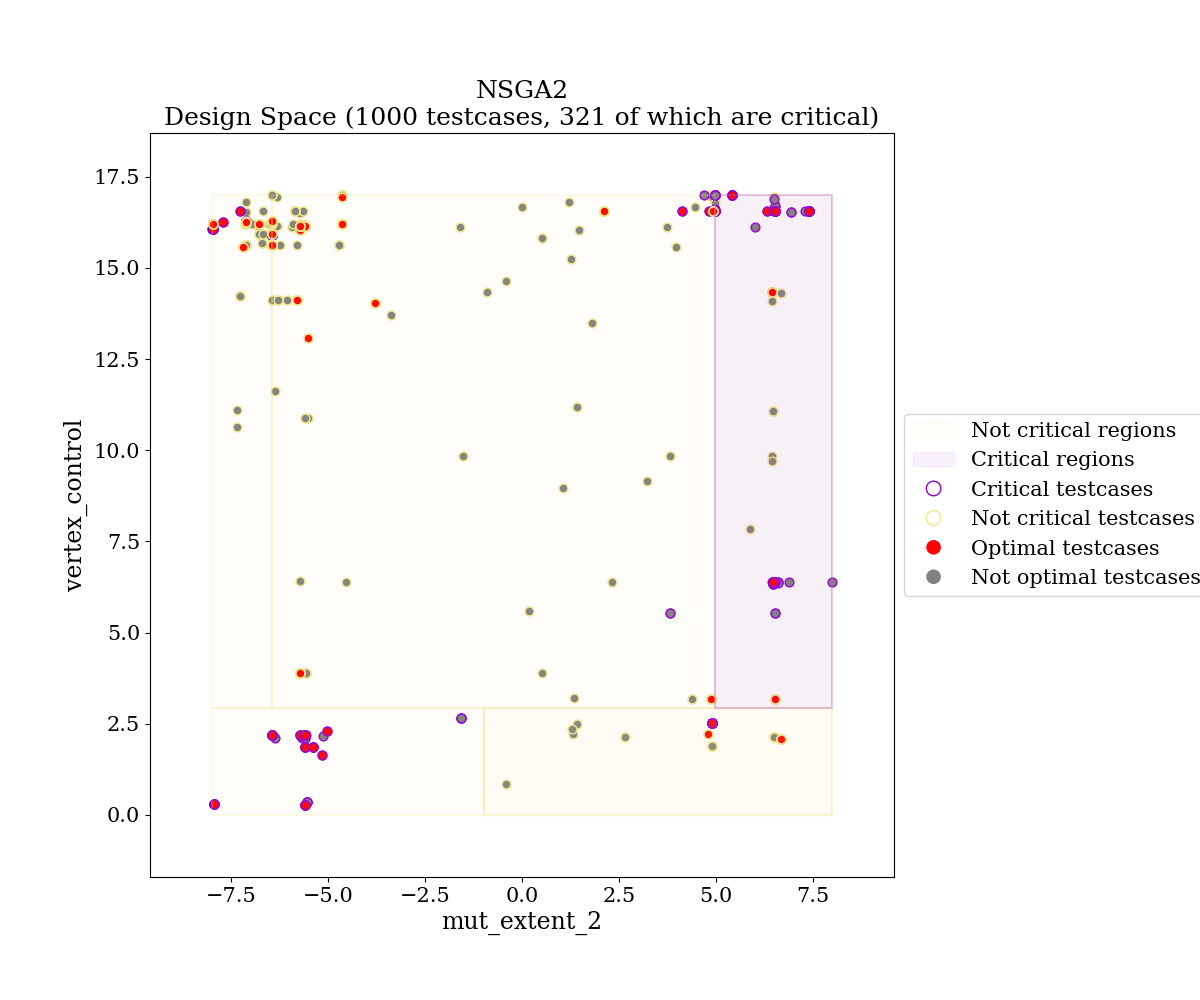 NSGA2
Design Space (1000 testcases, 321 of which are critical)
17.5
15.0
12.5
10.0
7.5
5.0
2.5
0.0
vertex_control
−7.5
−5.0
−2.5
0.0
2.5
5.0
7.5
mut_extent_2
Not critical regions
Critical regions
Critical testcases
Not critical testcases
Optimal testcases
Not optimal testcases